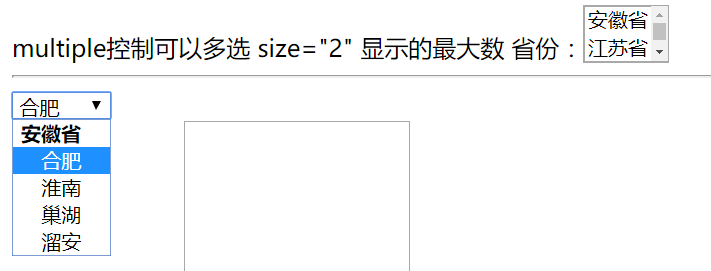 安徽省
multiple控制可以多选 size="2" 显示的最大数 省份：江苏省
合肥
安徽省
合肥
淮南
巢湖
溜安